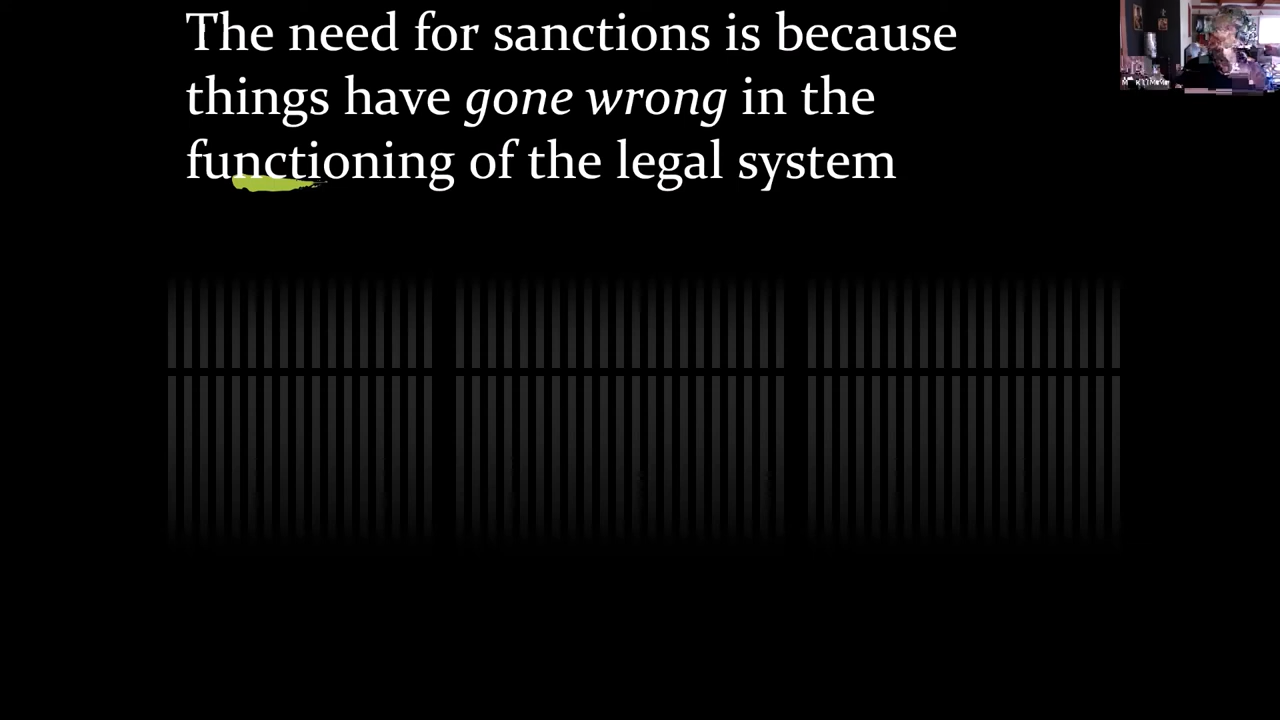 The need for sanctions is because
things have gone wrong in the
functioning of the legal system